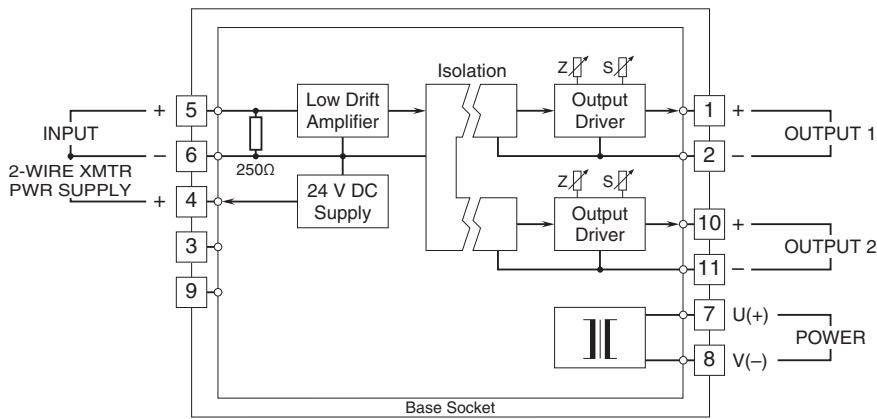 Isolation
Z S
5 +
Low Drift
Amplifier
Output
Driver
1 +
INPUT
OUTPUT 1
6 –
250Ω
2 –
2-WIRE XMTR
PWR SUPPLY
4 +
24 V DC
Supply
Z S
3
Output
Driver
10 +
OUTPUT 2
9
11 –
7 U(+)
POWER
8 V(–)
Base Socket